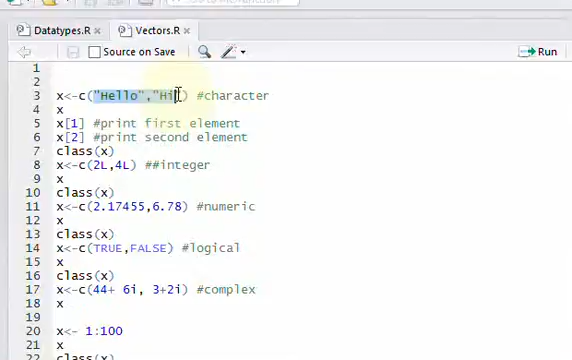 Datatypes.R × Vectors.R ×
Source on Save Run
1
2
3 x<-c("Hello","Hi") #character
4 x
5 x[1] #print first element
6 x[2] #print second element
7 class(x)
8 x<-c(2L,4L) ##integer
9 x
10 class(x)
11 x<-c(2.17455,6.78) #numeric
12 x
13 class(x)
14 x<-c(TRUE,FALSE) #logical
15 x
16 class(x)
17 x<-c(44+ 6i, 3+2i) #complex
18 x
19
20 x<- 1:100
21 x
22 class(x)